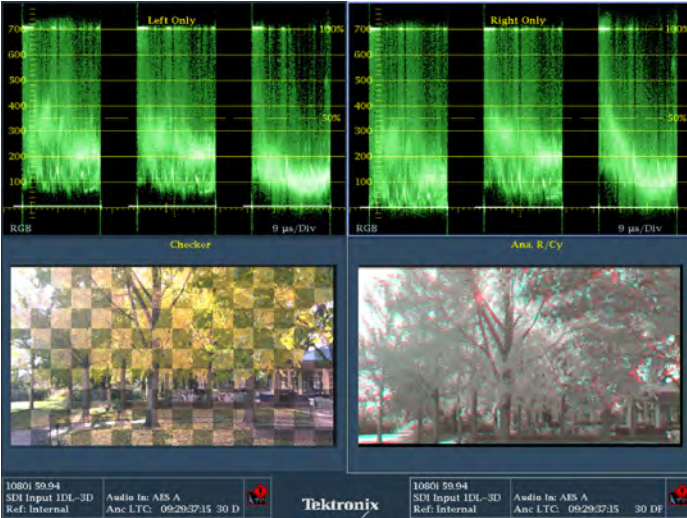 Left Only
700
100%
600
500
400
50%
300
200
100
RGB
9 µs/Div
Right Only
700
100%
600
500
400
50%
300
200
100
RGB
9 µs/Div
Checker
Ana. R/Cy
1080i 59.94
SDI Input 1DL-3D
Ref: Internal
Audio In: AES A
Anc LTC: 09:29:37:15 30 D
Tektronix
1080i 59.94
SDI Input 1DL-3D
Ref: Internal
Audio In: AES A
Anc LTC: 09:29:37:15 30 DF